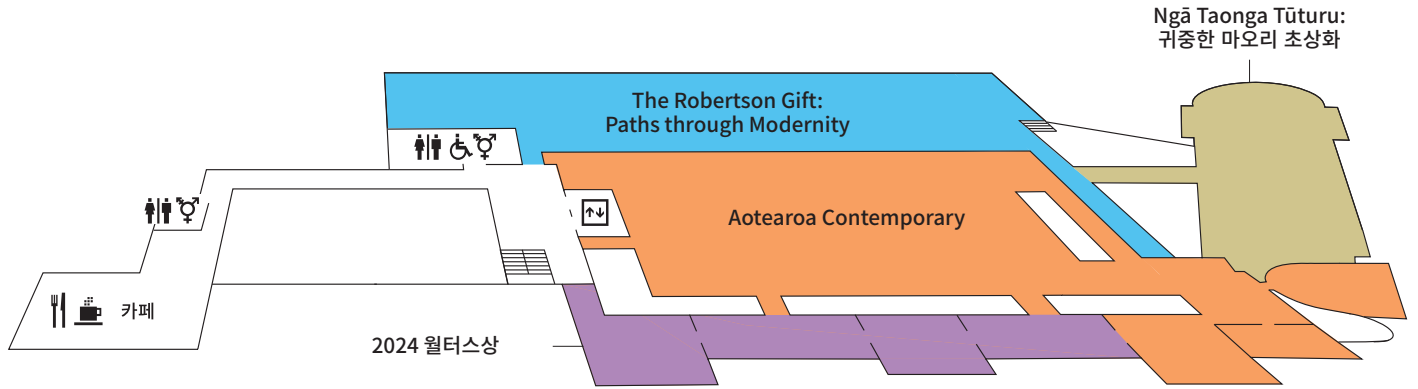 Ngā Taonga Tūturu:
귀중한 마오리 초상화
The Robertson Gift:
Paths through Modernity
Aotearoa Contemporary
카페
2024 월터스상